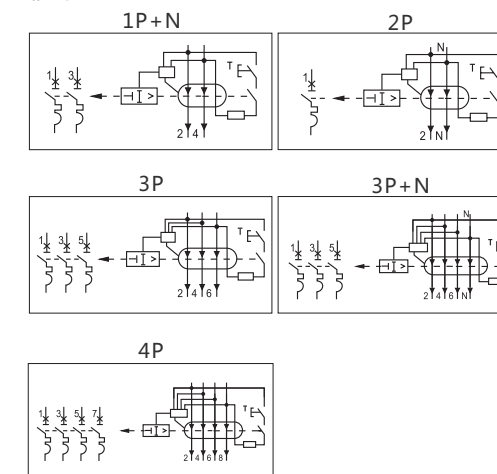 1P+N
2P
1 3 T
2 4
1 N T
2 N
3P
3P+N
1 3 5 T
2 4 6
1 3 5 N T
2 4 6 N
4P
1 3 5 7 T
2 4 6 8